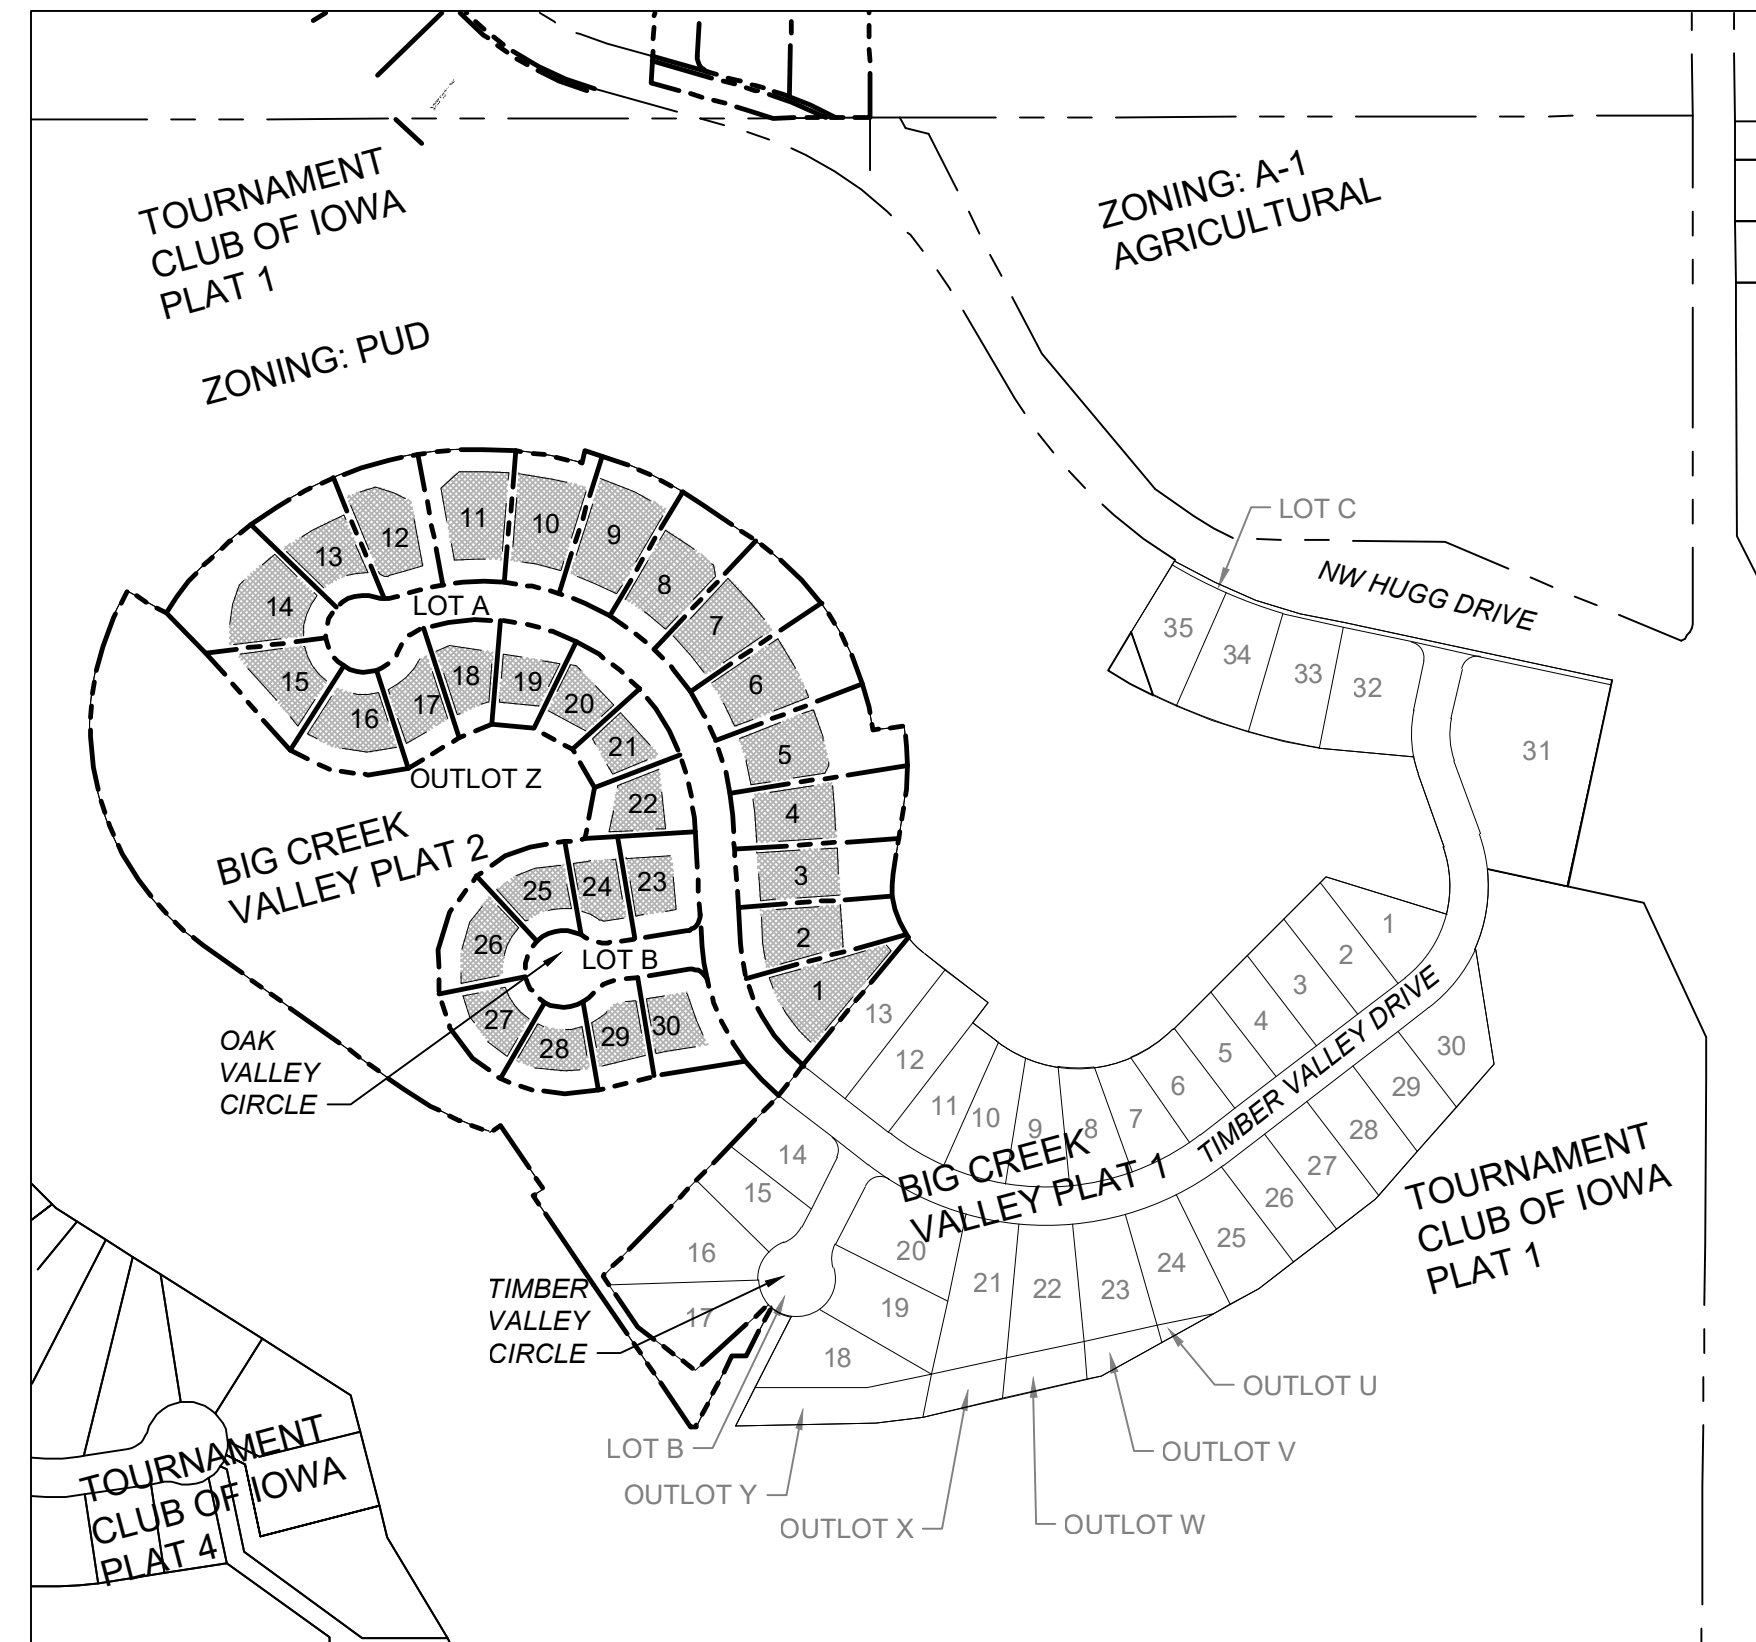 TOURNAMENT
CLUB OF IOWA
PLAT 1
ZONING: PUD
ZONING: A-1
AGRICULTURAL
LOT C
NW HUGG DRIVE
35
34
33
32
31
11
10
9
12
13
8
14
7
LOT A
6
15
18
19
17
20
16
21
5
OUTLOT Z
22
4
BIG CREEK
VALLEY PLAT 2
3
25
24
23
26
2
LOT B
1
27
28
29
30
OAK
VALLEY
CIRCLE
13
12
11
10
9
8
7
6
5
4
3
2
1
TIMBER VALLEY DRIVE
BIG CREEK
VALLEY PLAT 1
14
15
16
17
18
19
20
21
22
23
24
25
26
27
28
29
30
TOURNAMENT
CLUB OF IOWA
PLAT 1
TIMBER
VALLEY
CIRCLE
OUTLOT U
LOT B
OUTLOT V
OUTLOT Y
OUTLOT X
OUTLOT W
TOURNAMENT
CLUB OF IOWA
PLAT 4